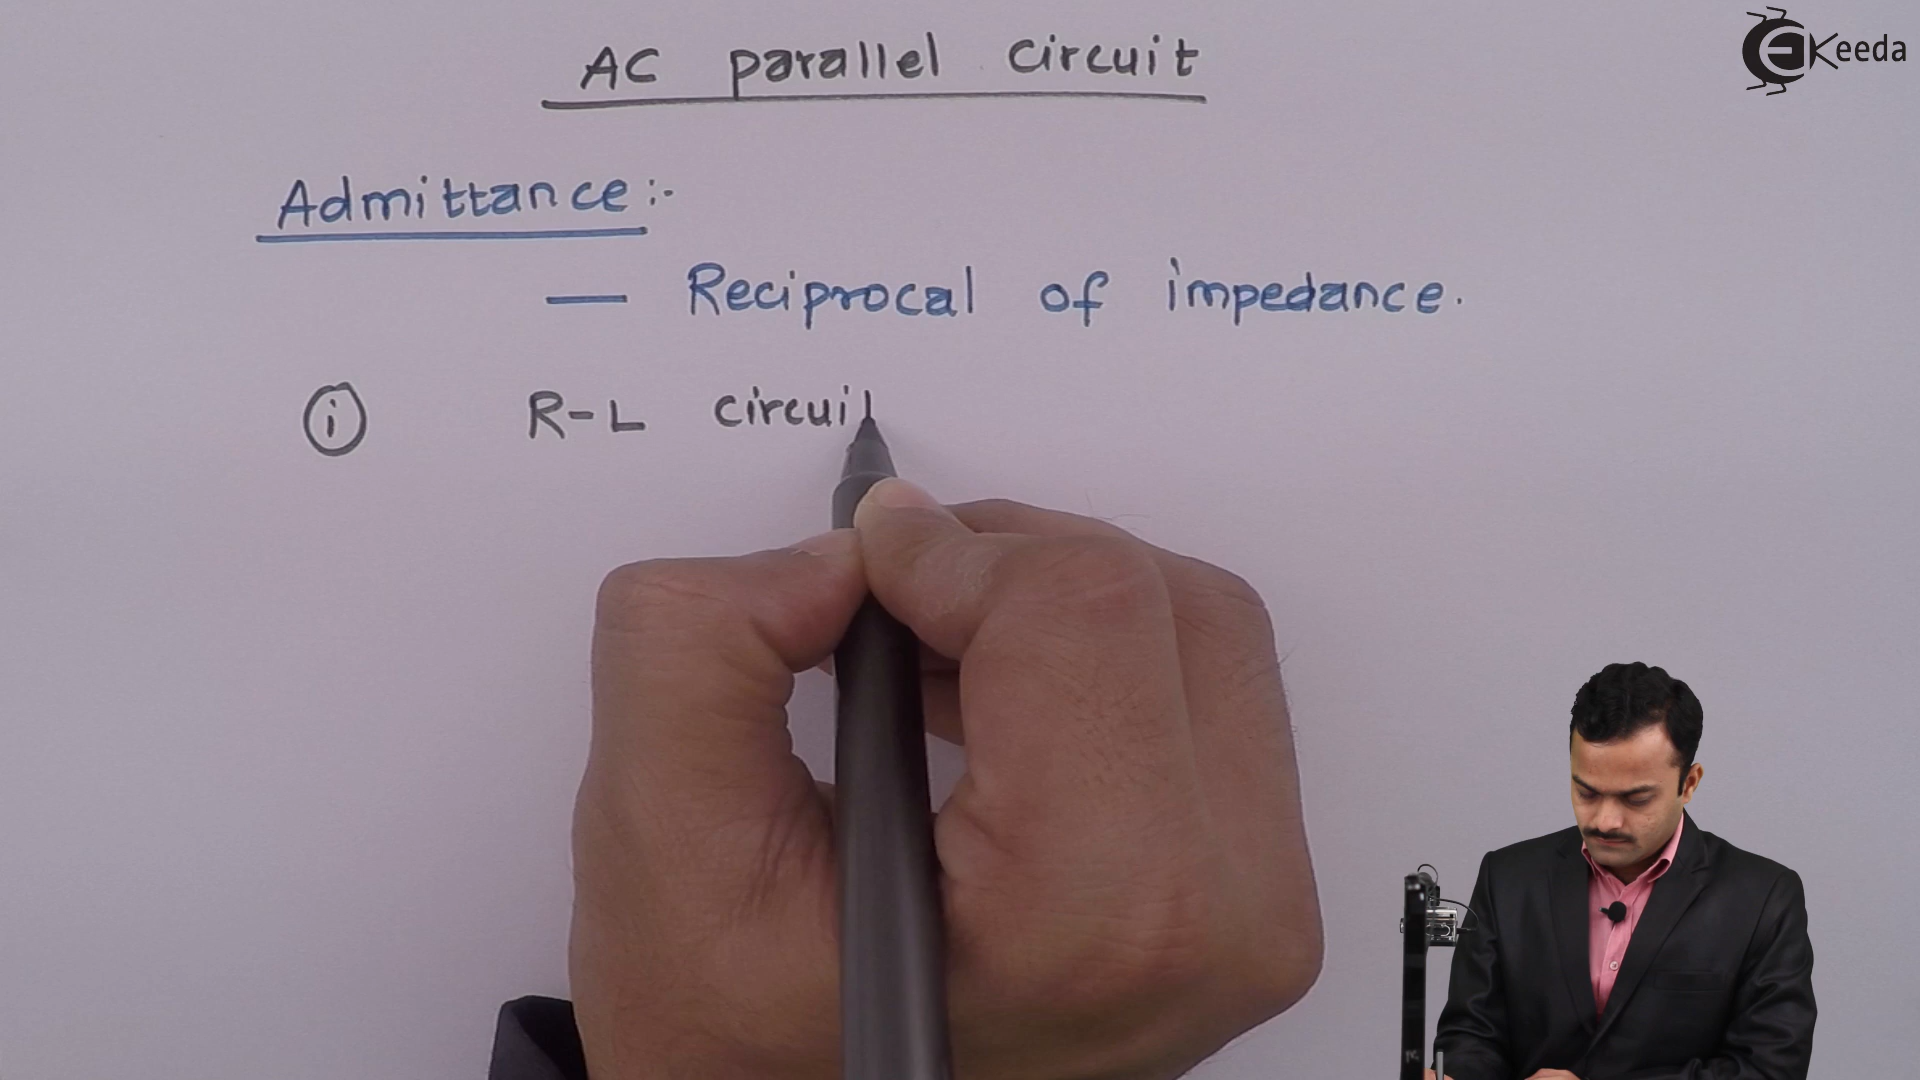 AC parallel circuit
EKeeda
Admittance:-
— Reciprocal of impedance.
(i) R-L circuit